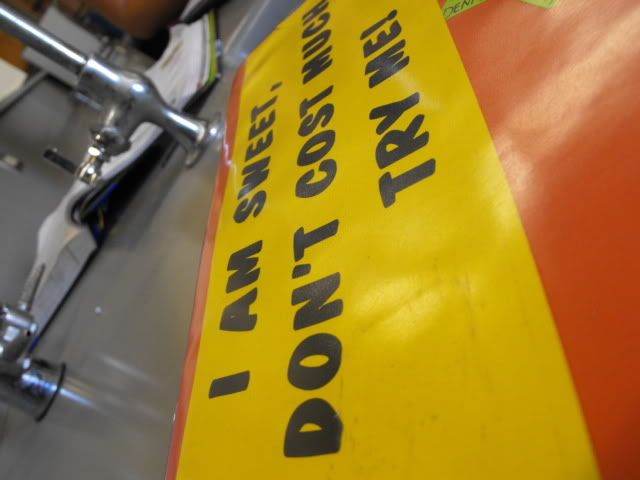 I AM SWEET,
DON'T COST MUCH
TRY ME!